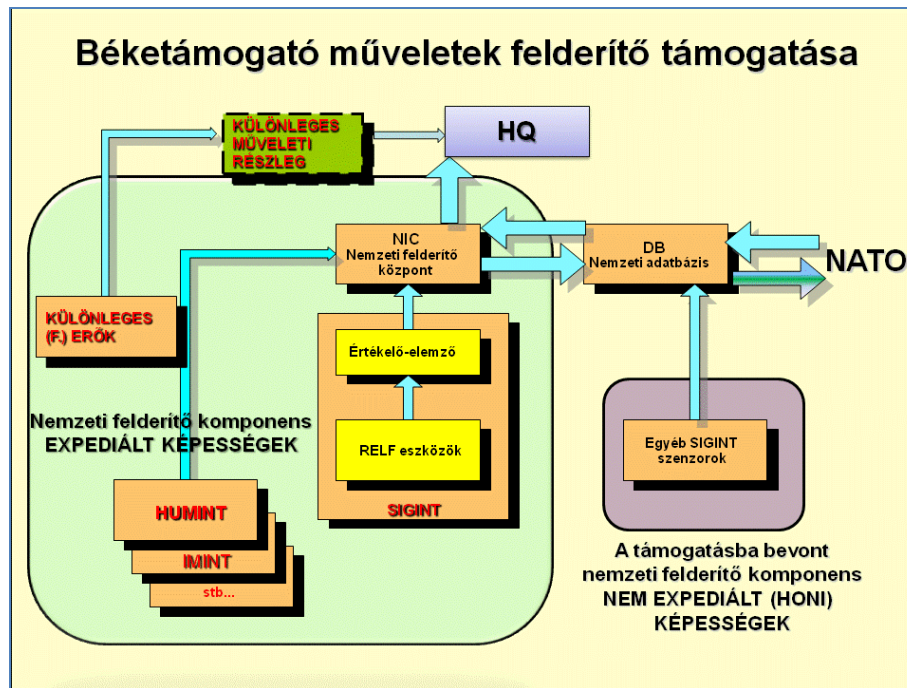 Béketámogató műveletek felderítő támogatása
KÜLÖNLEGES
MŰVELETI
RÉSZLEG
HQ
NIC
Nemzeti felderítő
központ
DB
Nemzeti adatbázis
NATO
KÜLÖNLEGES
(F.) ERŐK
Értékelő-elemző
Nemzeti felderítő komponens
EXPEDIÁLT KÉPESSÉGEK
RELF eszközök
Egyéb SIGINT
szenzorok
HUMINT
SIGINT
IMINT
stb...
A támogatásba bevont
nemzeti felderítő komponens
NEM EXPEDIÁLT (HONI)
KÉPESSÉGEK